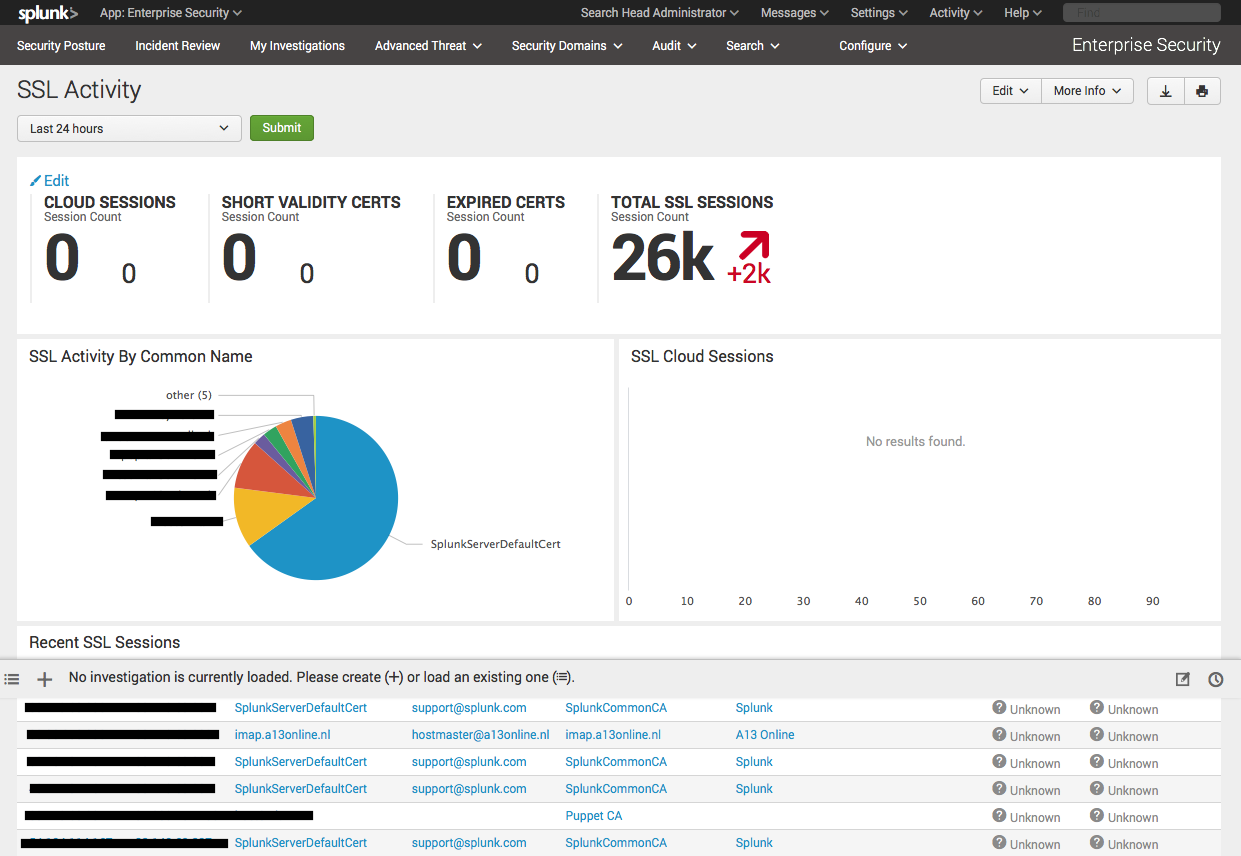 splunk> App: Enterprise Security Search Head Administrator Messages Settings Activity Help Find
Security Posture Incident Review My Investigations Advanced Threat Security Domains Audit Search Configure Enterprise Security
SSL Activity
Edit More Info
Last 24 hours Submit
Edit
CLOUD SESSIONS SHORT VALIDITY CERTS EXPIRED CERTS TOTAL SSL SESSIONS
Session Count Session Count Session Count Session Count
0 0 0 0 0 0 26k +2k
SSL Activity By Common Name SSL Cloud Sessions
other (5)
No results found.
SplunkServerDefaultCert
0 10 20 30 40 50 60 70 80 90
Recent SSL Sessions
No investigation is currently loaded. Please create (+) or load an existing one (≔).
SplunkServerDefaultCert support@splunk.com SplunkCommonCA Splunk Unknown Unknown
imap.a13online.nl hostmaster@a13online.nl imap.a13online.nl A13 Online Unknown Unknown
SplunkServerDefaultCert support@splunk.com SplunkCommonCA Splunk Unknown Unknown
SplunkServerDefaultCert support@splunk.com SplunkCommonCA Splunk Unknown Unknown
Puppet CA Unknown Unknown
SplunkServerDefaultCert support@splunk.com SplunkCommonCA Splunk Unknown Unknown